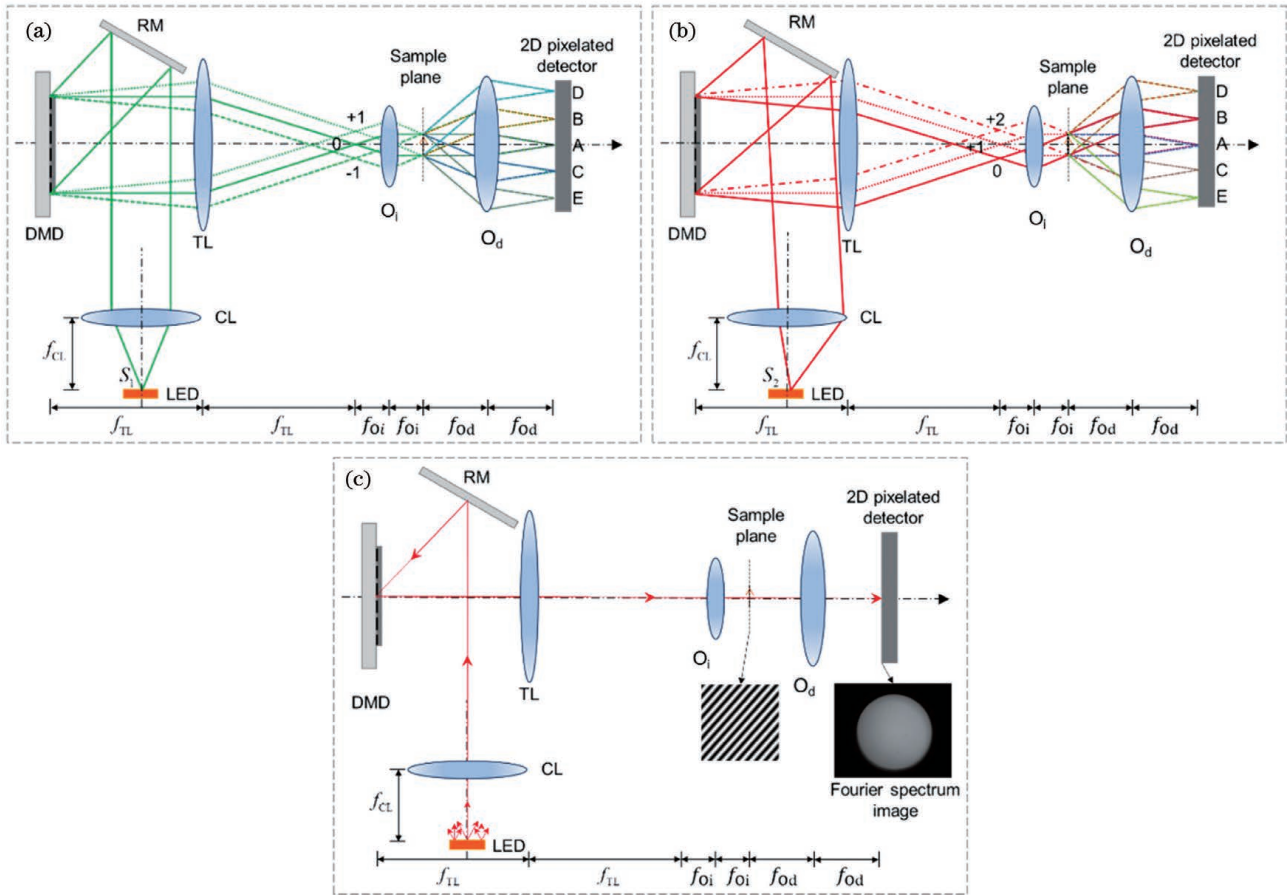 (a)
RM
Sample
plane
2D pixelated
detector
D
B
A
C
E
+1
0
-1
DMD
TL
Oi
Od
CL
fCL
S1
LED
fTL
fTL
fOi
fOi
fOd
fOd
(b)
RM
Sample
plane
2D pixelated
detector
D
B
A
C
E
+2
+1
0
DMD
TL
Oi
Od
CL
fCL
S2
LED
fTL
fTL
fOi
fOi
fOd
fOd
(c)
RM
Sample
plane
2D pixelated
detector
DMD
TL
Oi
Od
CL
fCL
LED
Fourier spectrum
image
fTL
fTL
fOi
fOi
fOd
fOd